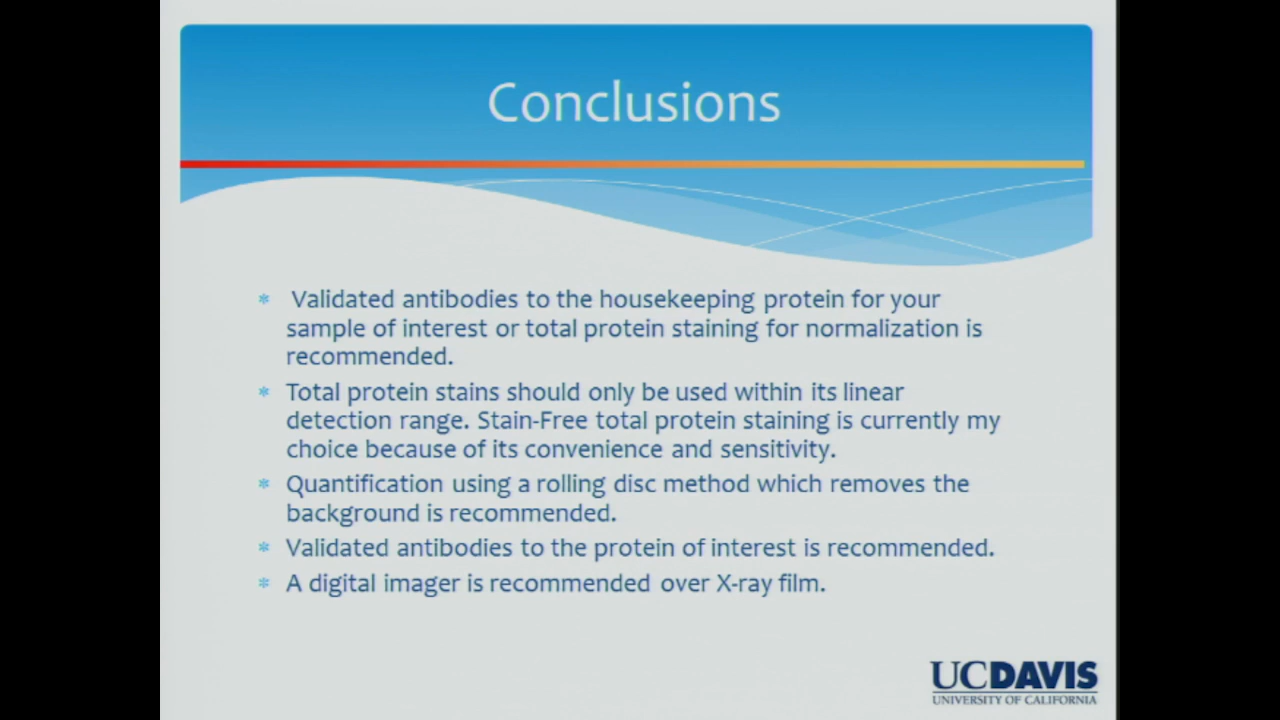 Conclusions
* Validated antibodies to the housekeeping protein for your
sample of interest or total protein staining for normalization is
recommended.
* Total protein stains should only be used within its linear
detection range. Stain-Free total protein staining is currently my
choice because of its convenience and sensitivity.
* Quantification using a rolling disc method which removes the
background is recommended.
* Validated antibodies to the protein of interest is recommended.
* A digital imager is recommended over X-ray film.
UCDAVIS
UNIVERSITY OF CALIFORNIA